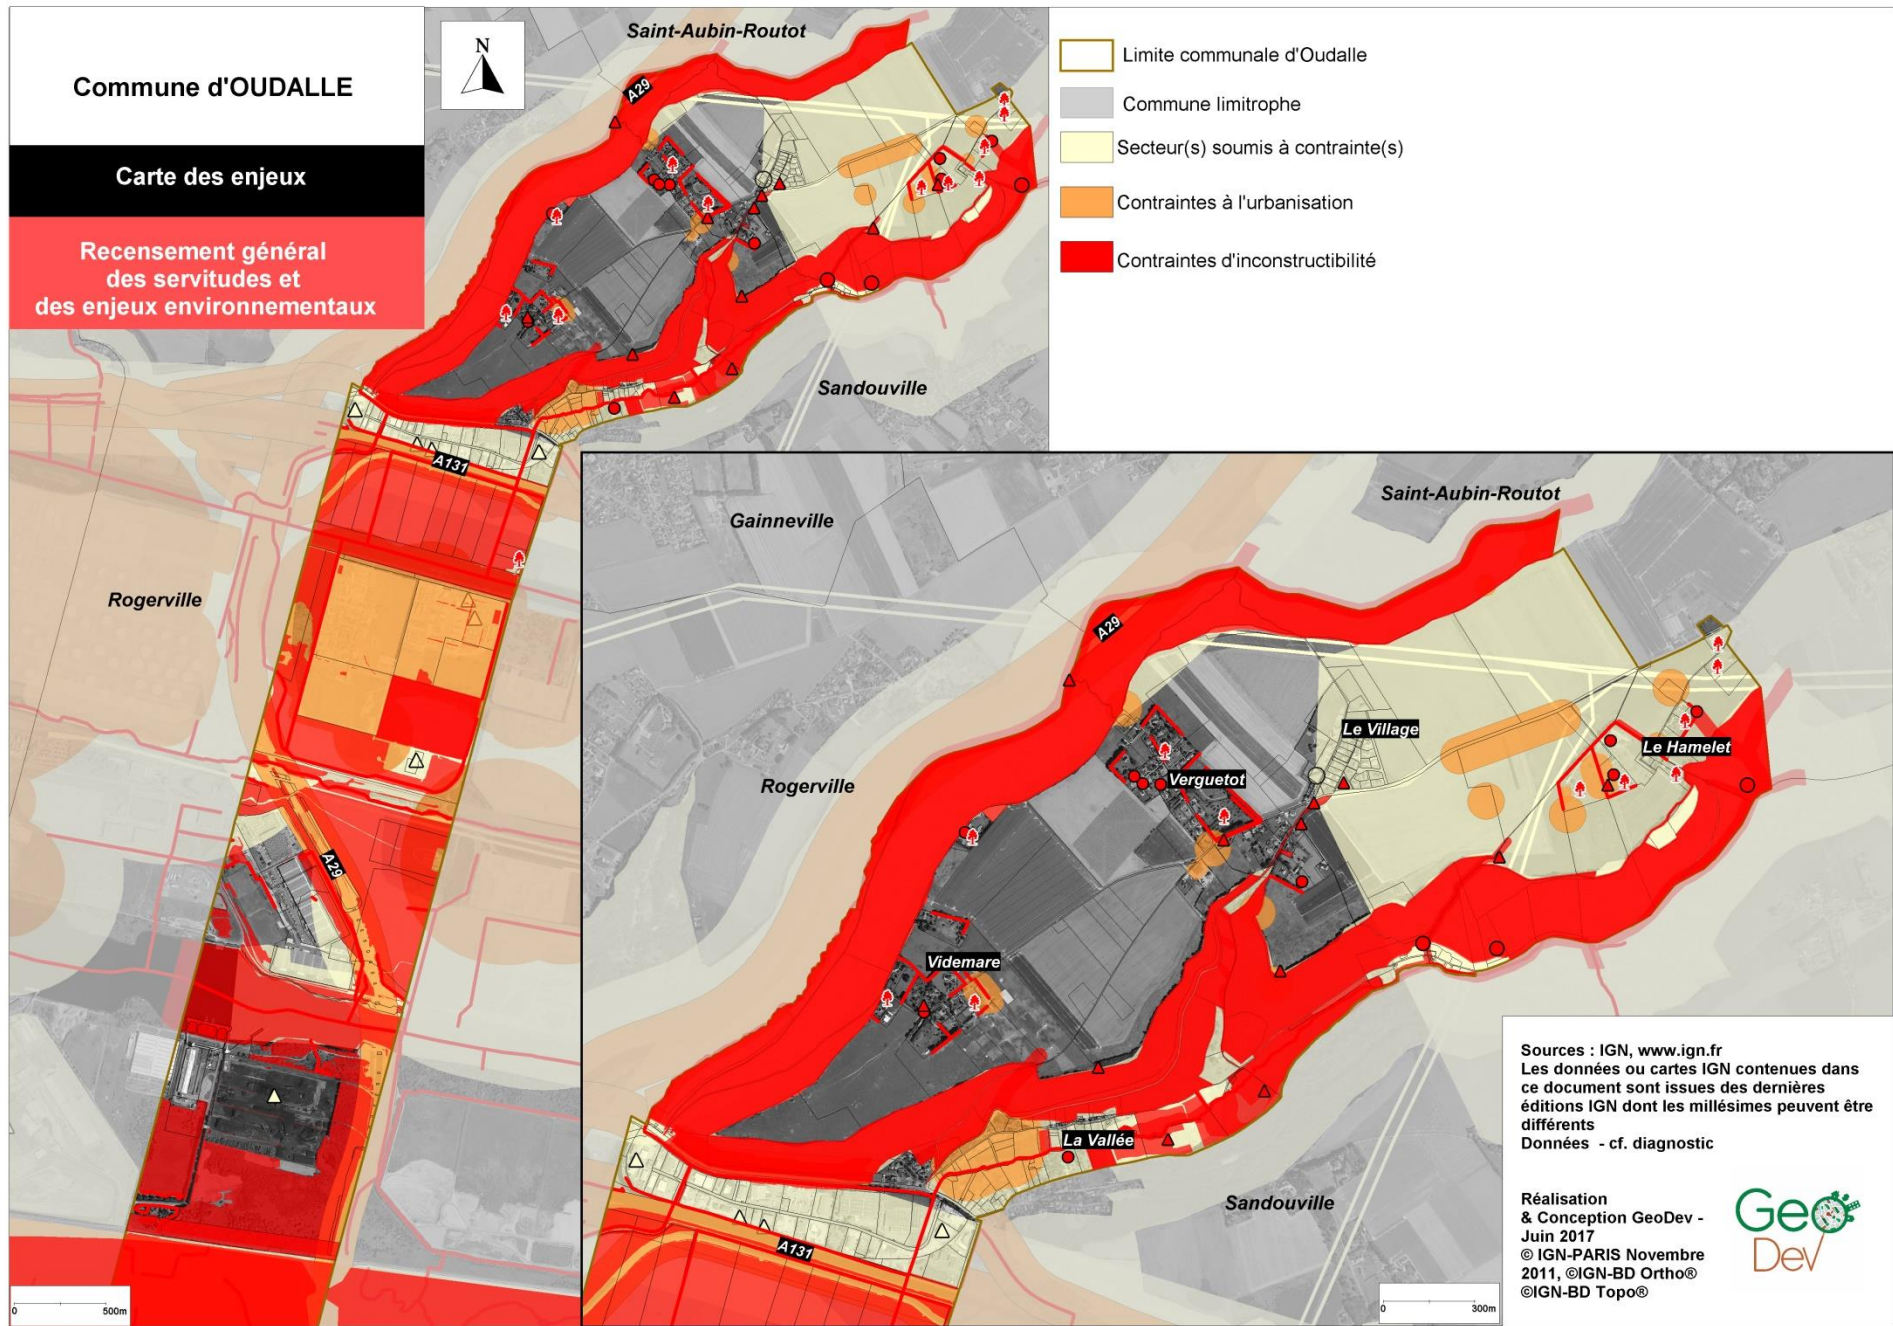 Commune d'OUDALLE
Carte des enjeux
Recensement général
des servitudes et
des enjeux environnementaux
N
Saint-Aubin-Routot
A29
Sandouville
A131
Rogerville
A29
0
500m
Limite communale d'Oudalle
Commune limitrophe
Secteur(s) soumis à contrainte(s)
Contraintes à l'urbanisation
Contraintes d'inconstructibilité
Saint-Aubin-Routot
Gainneville
A29
Le Village
Le Hamelet
Verguetot
Rogerville
Videmare
La Vallée
Sandouville
A131
0
300m
Sources : IGN, www.ign.fr
Les données ou cartes IGN contenues dans
ce document sont issues des dernières
éditions IGN dont les millésimes peuvent être
différents
Données - cf. diagnostic
Réalisation
& Conception GeoDev -
Juin 2017
© IGN-PARIS Novembre
2011, ©IGN-BD Ortho®
©IGN-BD Topo®
Geo
Dev